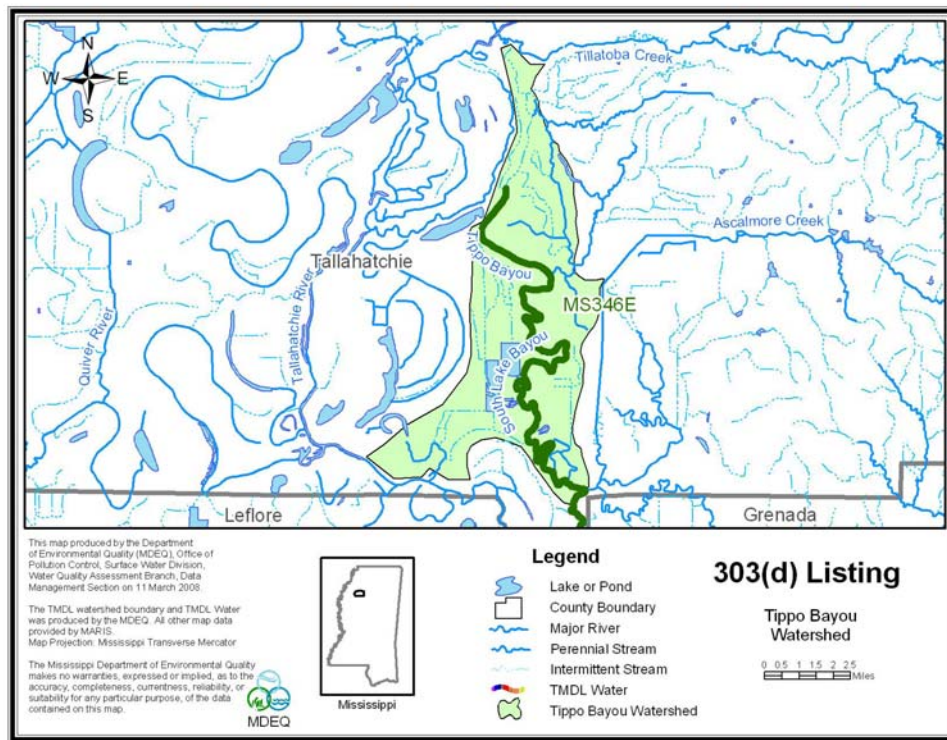 N
W E
S
Tillatoba Creek
Ascalmore Creek
Tallahatchie
Tippo Bayou
MS346E
Quiver River
Tallahatchie River
South Lake Bayou
Leflore
Grenada
This map produced by the Department
of Environmental Quality (MDEQ), Office of
Pollution Control, Surface Water Division,
Water Quality Assessment Branch, Data
Management Section on 11 March 2008.
The TMDL watershed boundary and TMDL Water
was produced by the MDEQ. All other map data
provided by MARIS.
Map Projection: Mississippi Transverse Mercator
The Mississippi Department of Environmental Quality
makes no warranties, expressed or implied, as to the
accuracy, completeness, currentness, reliability, or
suitability for any particular purpose, of the data
contained on this map.
MDEQ
Mississippi
Legend
Lake or Pond
County Boundary
Major River
Perennial Stream
Intermittent Stream
TMDL Water
Tippo Bayou Watershed
303(d) Listing
Tippo Bayou
Watershed
0 0.5 1 1.5 2 2.5
Miles